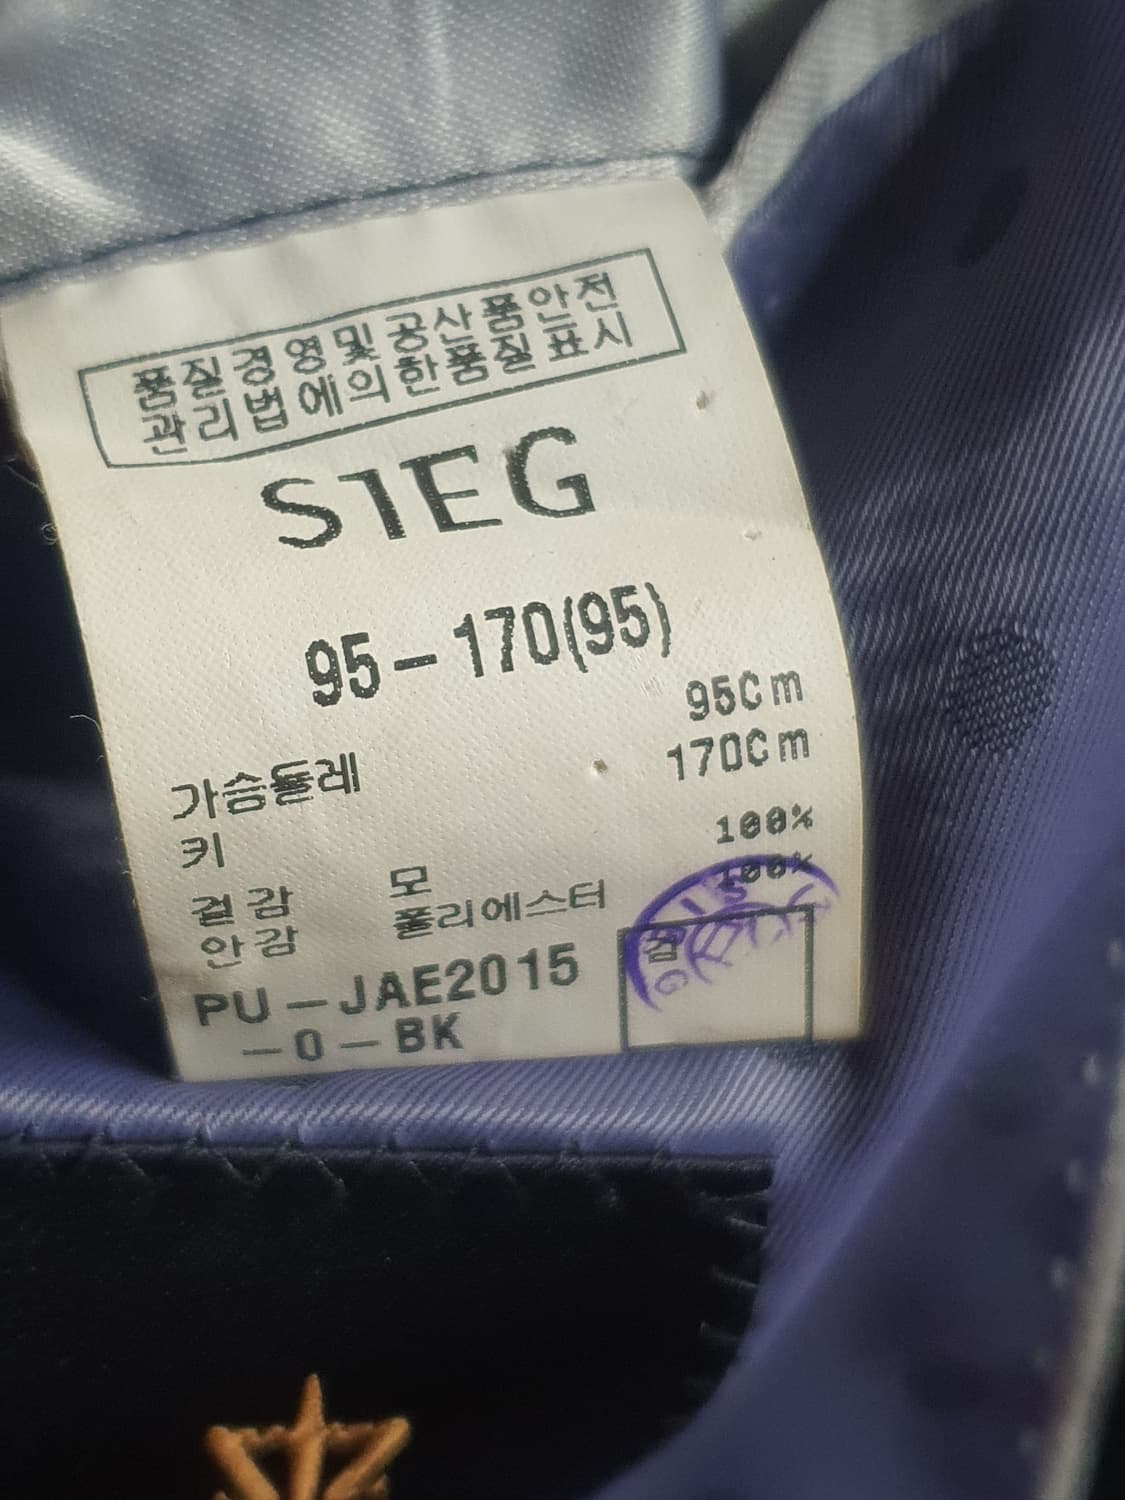 품질경영및공산품안전
관리법에의한품질표시
SIEG
95-170(95)
가슴둘레 95Cm
키 170Cm
겉감 모 100%
안감 폴리에스터 100%
PU-JAE2015
-0-BK
검